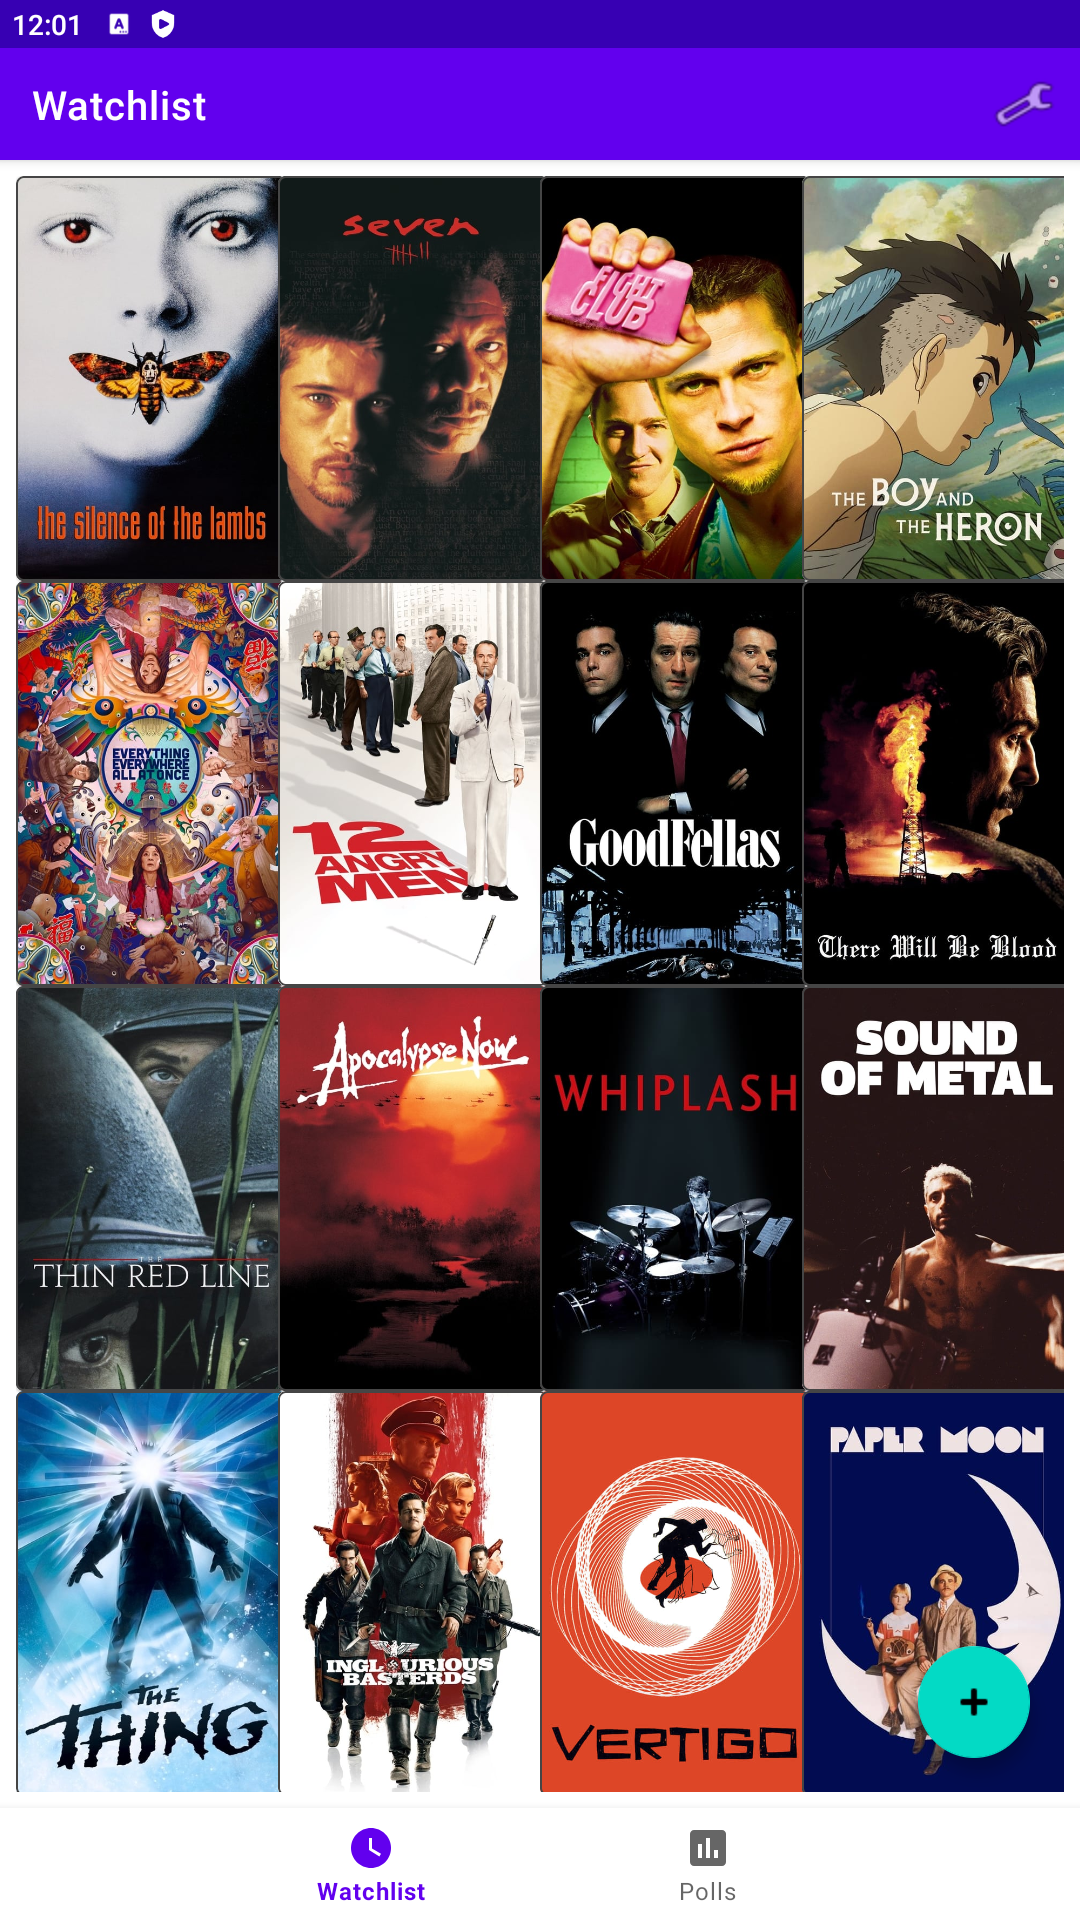 12:01
Watchlist
the silence of the lambs
seven
FIGHT
CLUB
THE BOY AND
THE HERON
EVERYTHING
EVERYWHERE
ALL AT ONCE
福
12
ANGRY
MEN
GoodFellas
There Will Be Blood
THE
THIN RED LINE
Apocalypse Now
WHIPLASH
SOUND
OF METAL
THE
THING
INGLOURIOUS
BASTERDS
VERTIGO
PAPER MOON
+
Watchlist
Polls